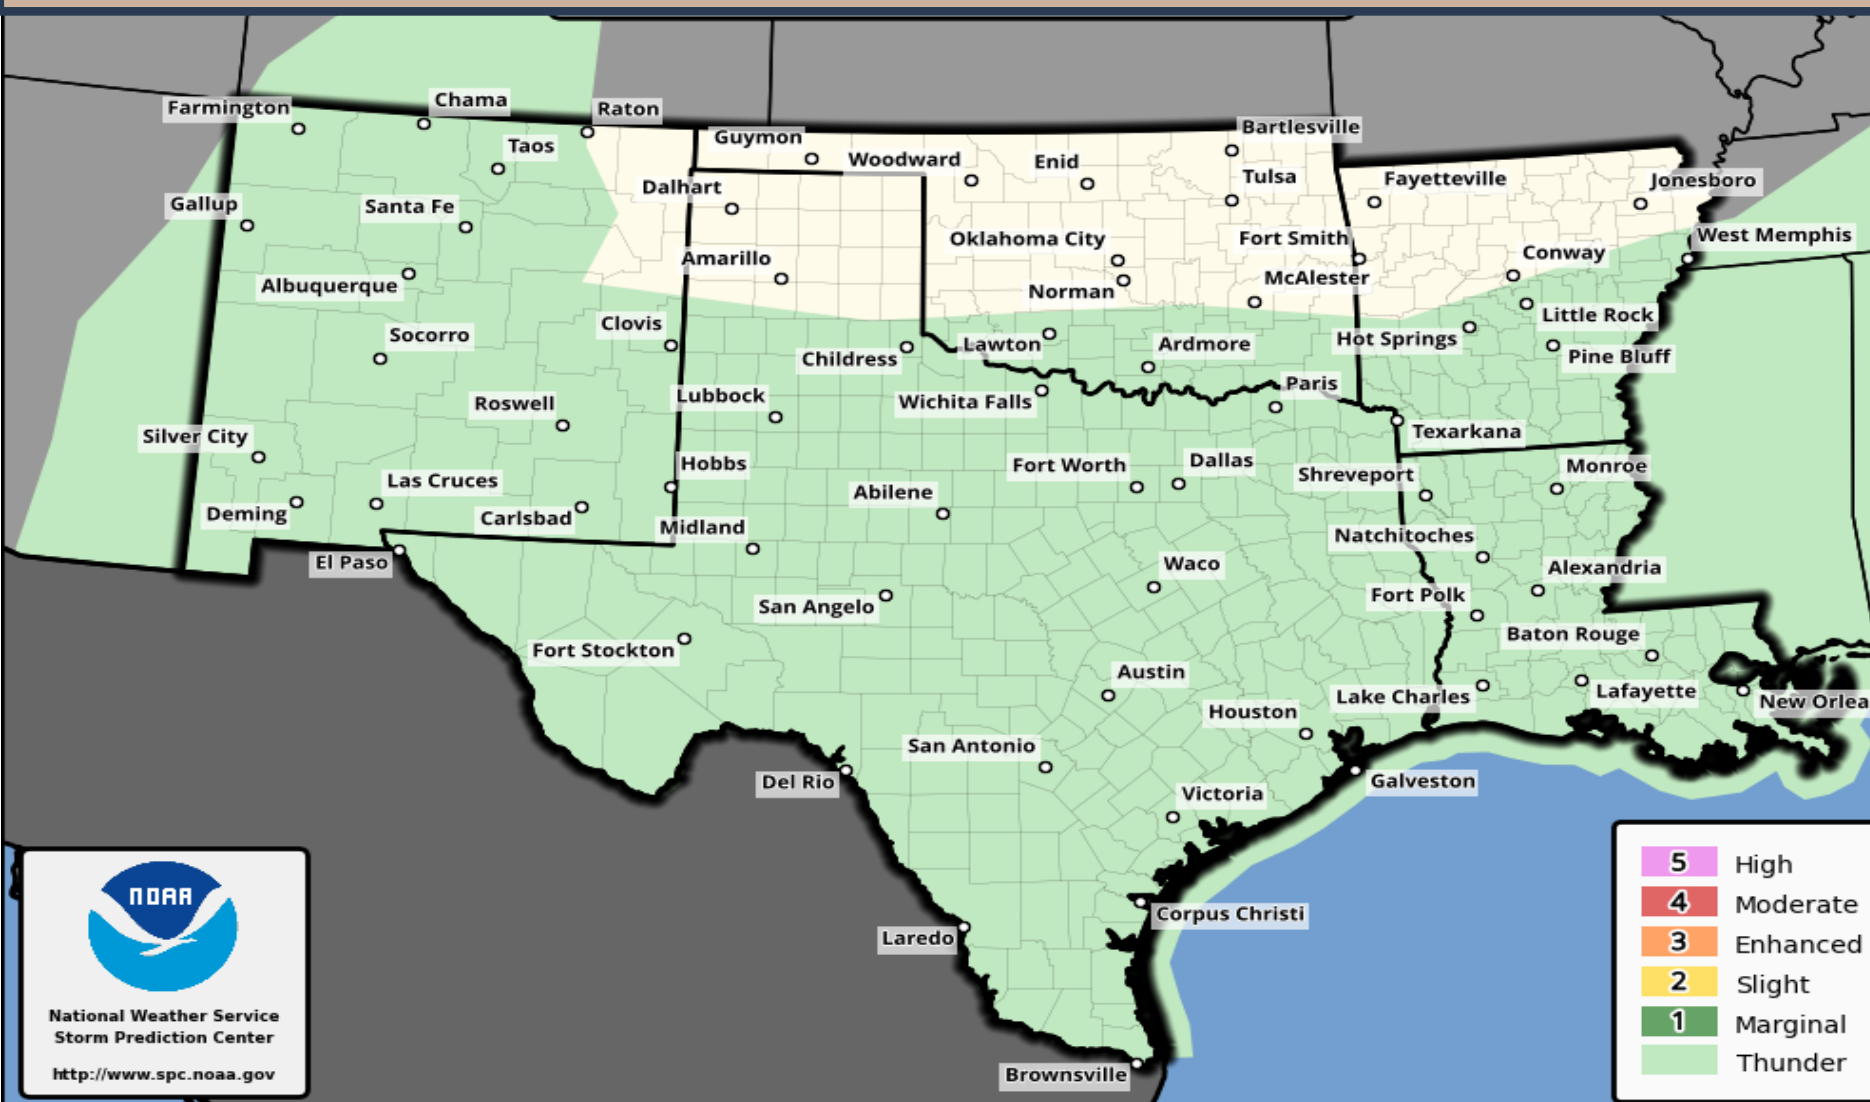 Farmington
Chama
Raton
Guymon
Bartlesville
Taos
Woodward
Enid
Tulsa
Dalhart
Fayetteville
Jonesboro
Gallup
Santa Fe
Oklahoma City
Fort Smith
West Memphis
Amarillo
Conway
McAlester
Albuquerque
Norman
Clovis
Little Rock
Socorro
Lawton
Ardmore
Hot Springs
Childress
Pine Bluff
Paris
Lubbock
Roswell
Wichita Falls
Texarkana
Silver City
Hobbs
Fort Worth
Dallas
Shreveport
Monroe
Las Cruces
Abilene
Deming
Carlsbad
Midland
Natchitoches
El Paso
Waco
Alexandria
San Angelo
Fort Polk
Fort Stockton
Baton Rouge
Austin
Lake Charles
Lafayette
New Orlea
Houston
San Antonio
Del Rio
Galveston
Victoria
Corpus Christi
Laredo
Brownsville
NOAA
National Weather Service
Storm Prediction Center
http://www.spc.noaa.gov
5 High
4 Moderate
3 Enhanced
2 Slight
1 Marginal
Thunder